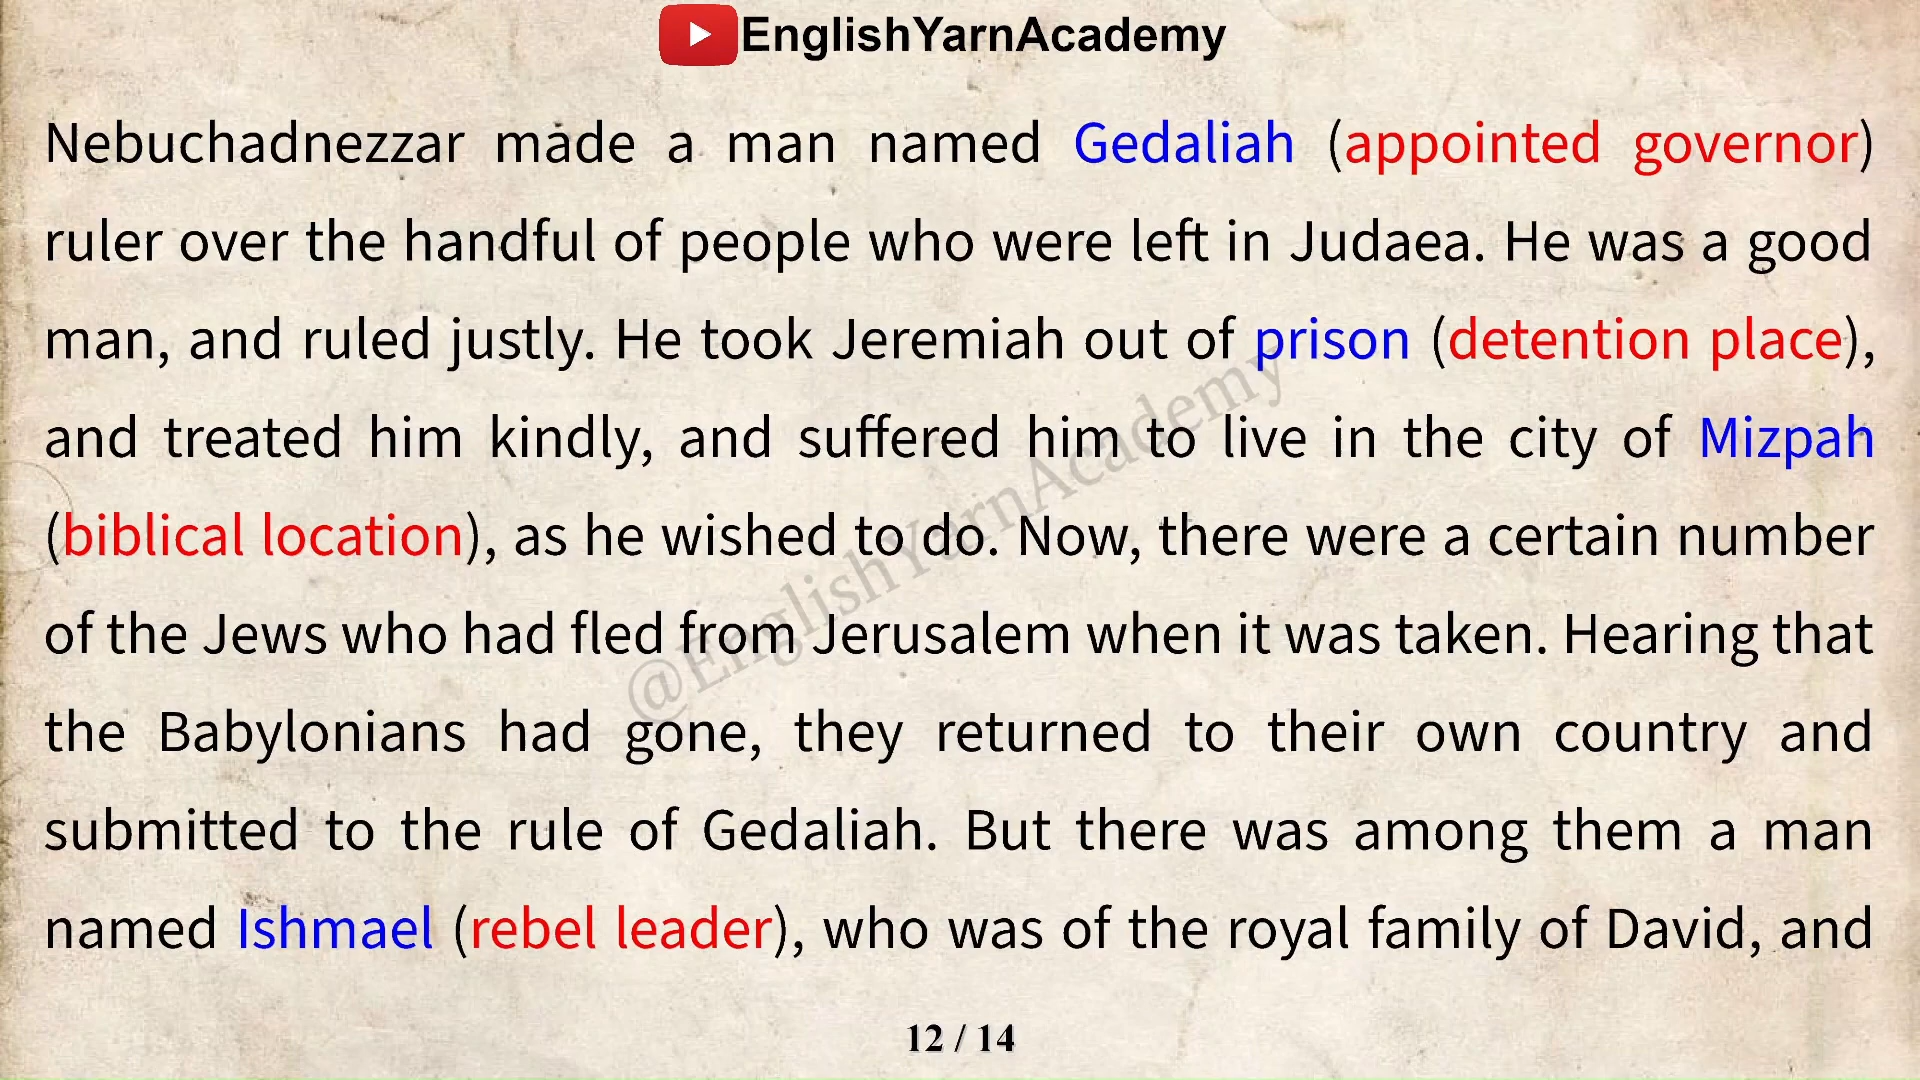 EnglishYarnAcademy
Nebuchadnezzar made a man named Gedaliah (appointed governor)
ruler over the handful of people who were left in Judaea. He was a good
man, and ruled justly. He took Jeremiah out of prison (detention place),
and treated him kindly, and suffered him to live in the city of Mizpah
(biblical location), as he wished to do. Now, there were a certain number
of the Jews who had fled from Jerusalem when it was taken. Hearing that
the Babylonians had gone, they returned to their own country and
submitted to the rule of Gedaliah. But there was among them a man
named Ishmael (rebel leader), who was of the royal family of David, and
@EnglishYarnAcademy
12 / 14